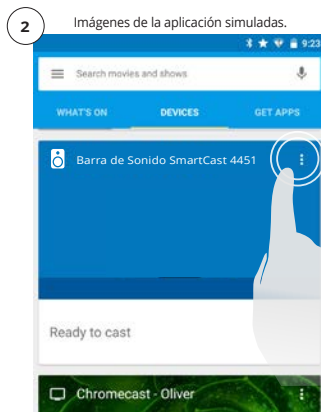 2
Imágenes de la aplicación simuladas.
9:23
Search movies and shows
WHAT'S ON DEVICES GET APPS
Barra de Sonido SmartCast 4451
Ready to cast
Chromecast - Oliver